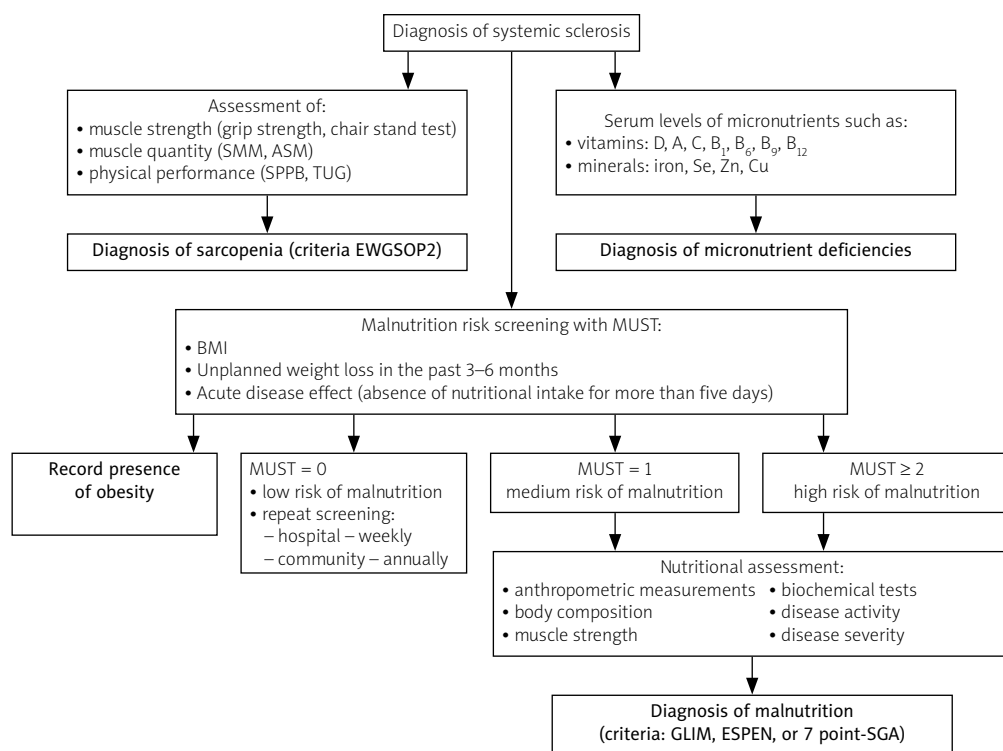 Diagnosis of systemic sclerosis
Assessment of:
• muscle strength (grip strength, chair stand test)
• muscle quantity (SMM, ASM)
• physical performance (SPPB, TUG)
Serum levels of micronutrients such as:
• vitamins: D, A, C, B₁, B₆, B₉, B₁₂
• minerals: iron, Se, Zn, Cu
Diagnosis of sarcopenia (criteria EWGSOP2)
Diagnosis of micronutrient deficiencies
Malnutrition risk screening with MUST:
• BMI
• Unplanned weight loss in the past 3–6 months
• Acute disease effect (absence of nutritional intake for more than five days)
Record presence
of obesity
MUST = 0
• low risk of malnutrition
• repeat screening:
– hospital – weekly
– community – annually
MUST = 1
medium risk of malnutrition
MUST ≥ 2
high risk of malnutrition
Nutritional assessment:
• anthropometric measurements
• body composition
• muscle strength
• biochemical tests
• disease activity
• disease severity
Diagnosis of malnutrition
(criteria: GLIM, ESPEN, or 7 point-SGA)